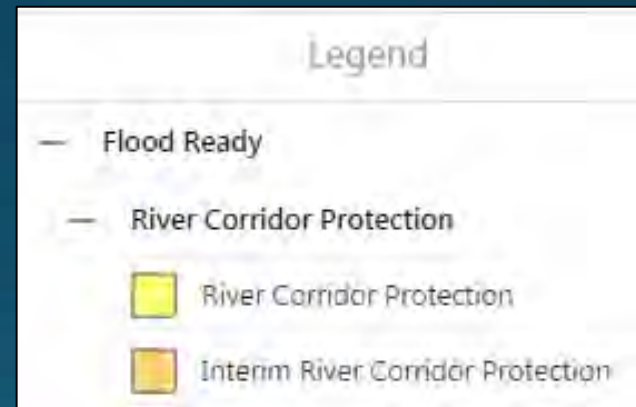 Legend
Flood Ready
River Corridor Protection
River Corridor Protection
Interim River Corridor Protection